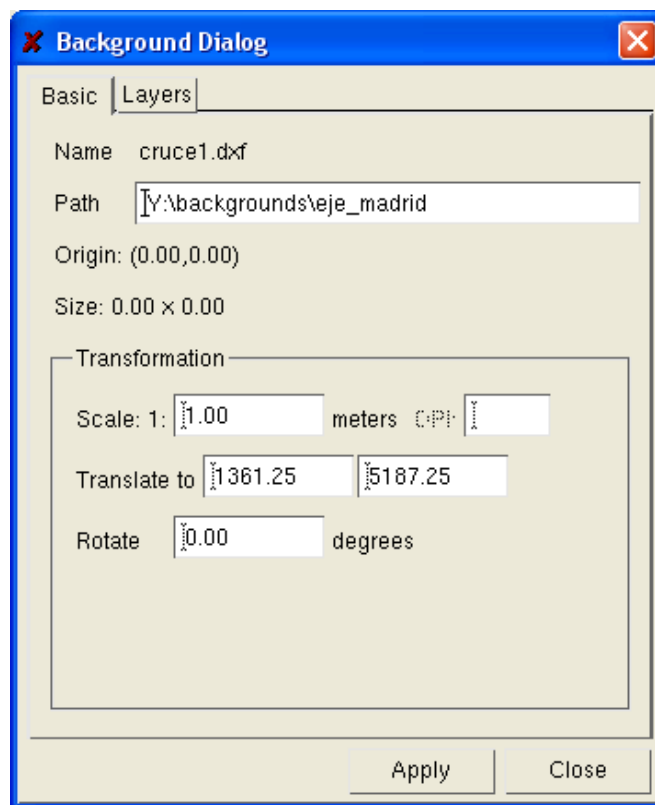 Background Dialog
Basic Layers
Name cruce1.dxf
Path Y:\backgrounds\eje_madrid
Origin: (0.00,0.00)
Size: 0.00 x 0.00
Transformation
Scale: 1: 1.00 meters DPI:
Translate to 1361.25 5187.25
Rotate 0.00 degrees
Apply Close